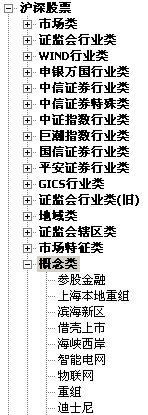 沪深股票
市场类
证监会行业类
WIND行业类
申银万国行业类
中信证券行业类
中信证券特殊类
中证指数行业类
巨潮指数行业类
国信证券行业类
平安证券行业类
GICS行业类
证监会行业类(旧)
地域类
证监会辖区类
市场特征类
概念类
参股金融
上海本地重组
滨海新区
借壳上市
海峡西岸
智能电网
物联网
重组
迪士尼